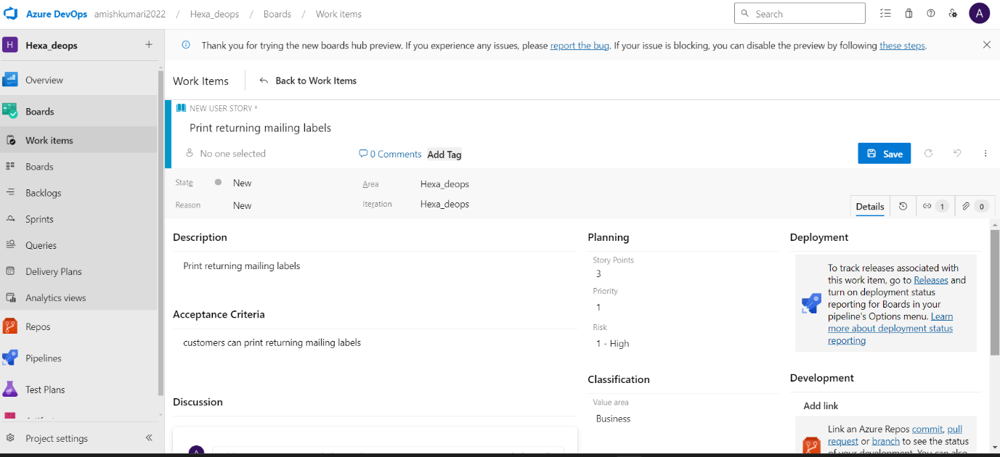 Azure DevOps amishkumari2022 / Hexa_deops / Boards / Work items Search A
H Hexa_deops +
Thank you for trying the new boards hub preview. If you experience any issues, please report the bug. If your issue is blocking, you can disable the preview by following these steps.
Overview
Boards
Work items
Boards
Backlogs
Sprints
Queries
Delivery Plans
Analytics views
Repos
Pipelines
Test Plans
Project settings
Work Items Back to Work Items
NEW USER STORY *
Print returning mailing labels
No one selected 0 Comments Add Tag Save
State New Area Hexa_deops
Reason New Iteration Hexa_deops
Details 1 0
Description
Print returning mailing labels
Acceptance Criteria
customers can print returning mailing labels
Discussion
A
Planning
Story Points
3
Priority
1
Risk
1 - High
Classification
Value area
Business
Deployment
To track releases associated with
this work item, go to Releases and
turn on deployment status
reporting for Boards in your
pipeline's Options menu. Learn
more about deployment status
reporting
Development
Add link
Link an Azure Repos commit, pull
request or branch to see the status
of your development. You can also